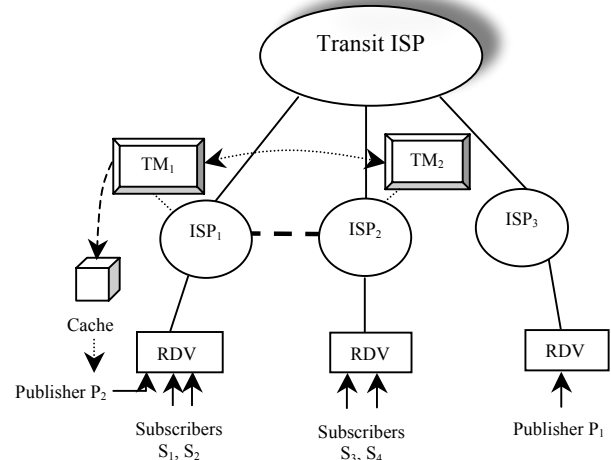 Transit ISP
TM₁
TM₂
ISP₁
ISP₂
ISP₃
Cache
RDV
RDV
RDV
Publisher P₂
Subscribers
S₁, S₂
Subscribers
S₃, S₄
Publisher P₁